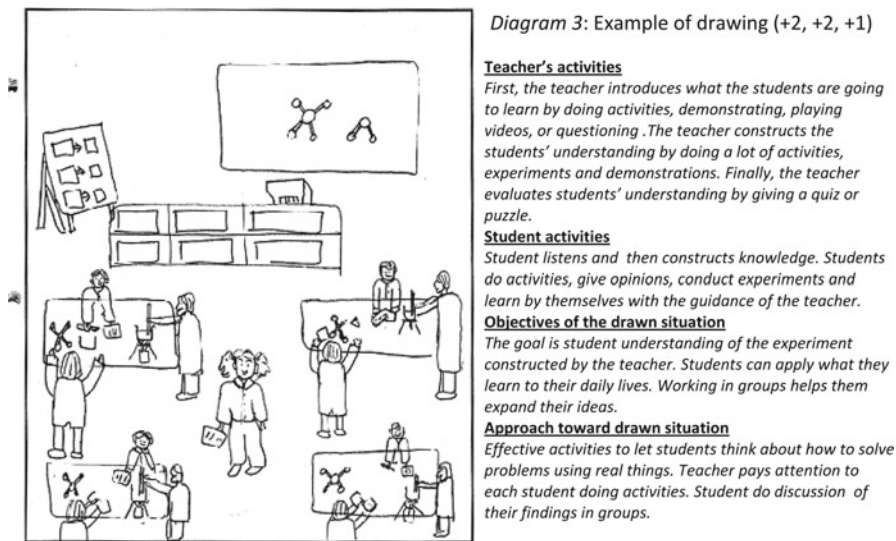 Diagram 3: Example of drawing (+2, +2, +1)
Teacher's activities
First, the teacher introduces what the students are going
to learn by doing activities, demonstrating, playing
videos, or questioning .The teacher constructs the
students' understanding by doing a lot of activities,
experiments and demonstrations. Finally, the teacher
evaluates students' understanding by giving a quiz or
puzzle.
Student activities
Student listens and then constructs knowledge. Students
do activities, give opinions, conduct experiments and
learn by themselves with the guidance of the teacher.
Objectives of the drawn situation
The goal is student understanding of the experiment
constructed by the teacher. Students can apply what they
learn to their daily lives. Working in groups helps them
expand their ideas.
Approach toward drawn situation
Effective activities to let students think about how to solve
problems using real things. Teacher pays attention to
each student doing activities. Student do discussion of
their findings in groups.